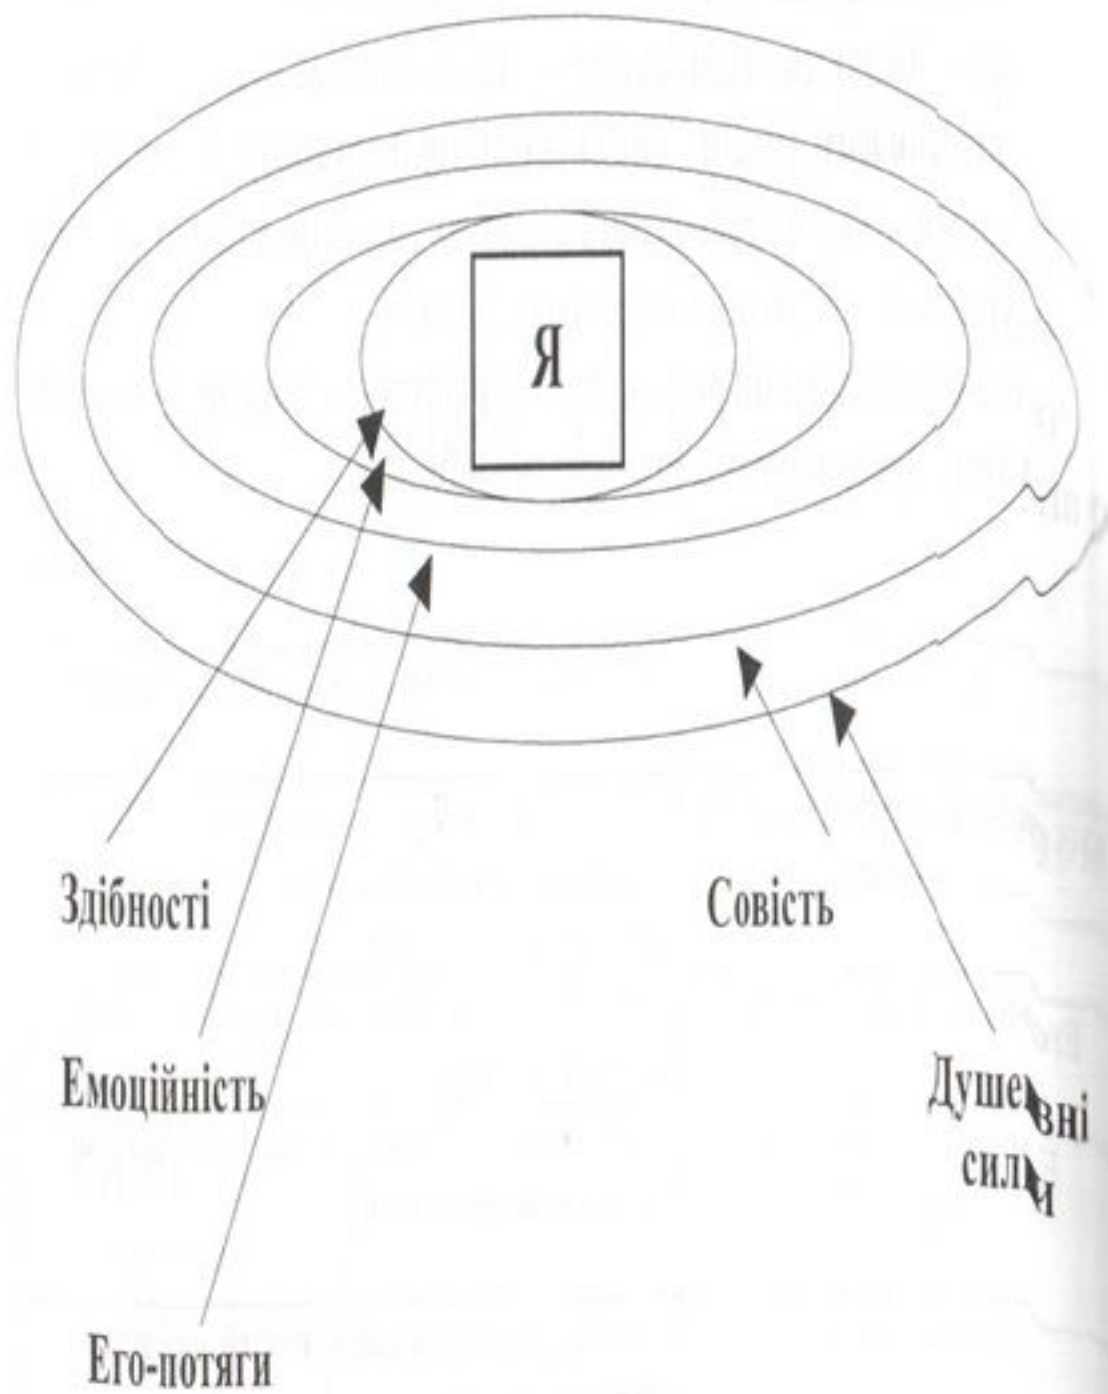 Я
Здібності
Совість
Емоційність
Душевні
сили
Его-потяги